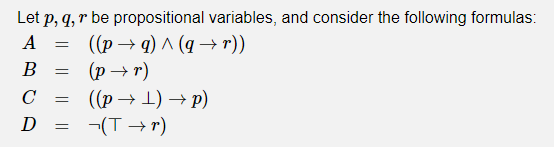 Let p, q, r be propositional variables, and consider the following formulas:
A = ((p → q) ∧ (q → r))
B = (p → r)
C = ((p → ⊥) → p)
D = ¬(⊤ → r)